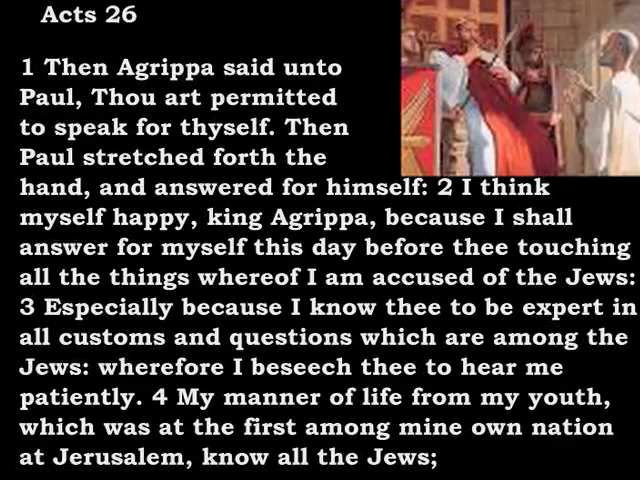 Acts 26
1 Then Agrippa said unto
Paul, Thou art permitted
to speak for thyself. Then
Paul stretched forth the
hand, and answered for himself: 2 I think
myself happy, king Agrippa, because I shall
answer for myself this day before thee touching
all the things whereof I am accused of the Jews:
3 Especially because I know thee to be expert in
all customs and questions which are among the
Jews: wherefore I beseech thee to hear me
patiently. 4 My manner of life from my youth,
which was at the first among mine own nation
at Jerusalem, know all the Jews;